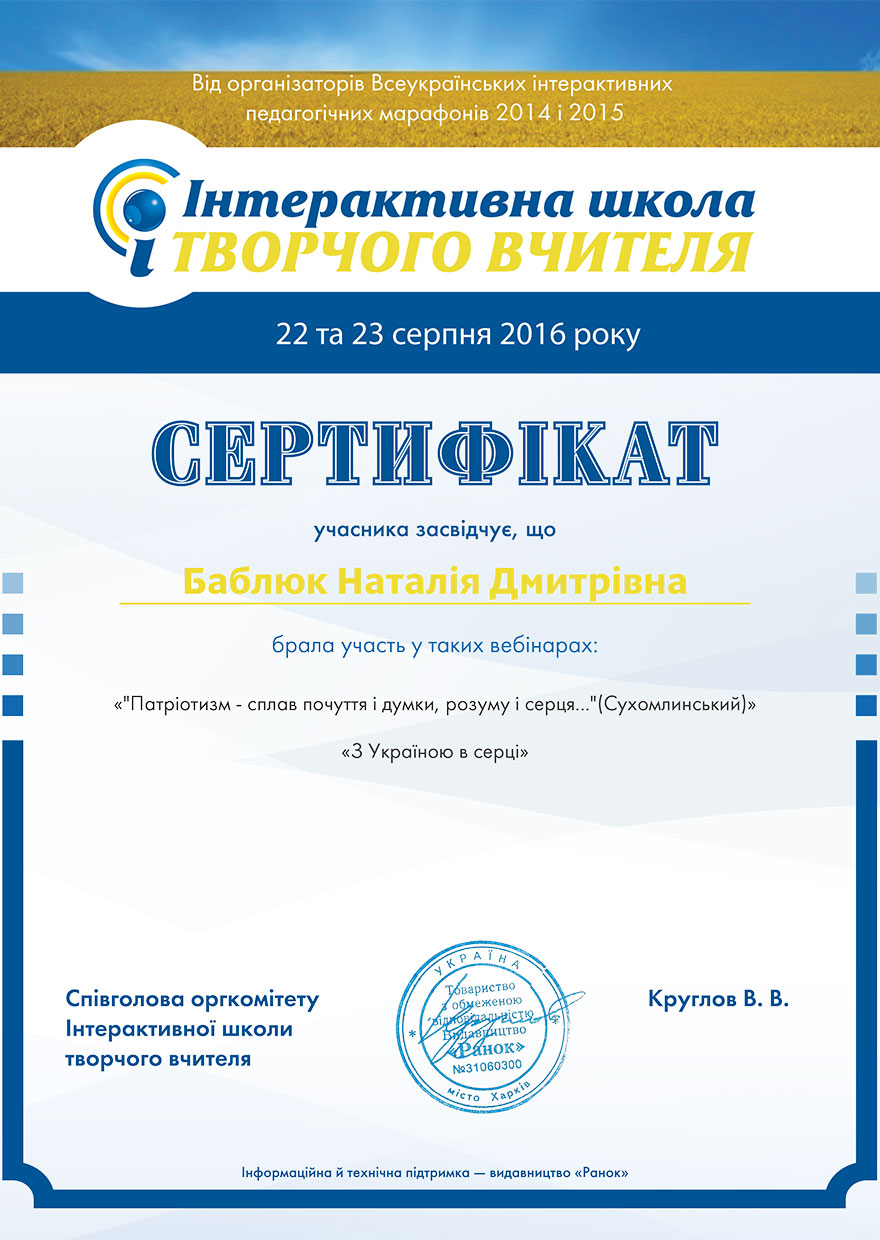 Від організаторів Всеукраїнських інтерактивних
педагогічних марафонів 2014 і 2015
Інтерактивна школа
ТВОРЧОГО ВЧИТЕЛЯ
22 та 23 серпня 2016 року
СЕРТИФІКАТ
учасника засвідчує, що
Баблюк Наталія Дмитрівна
брала участь у таких вебінарах:
«"Патріотизм - сплав почуття і думки, розуму і серця..."(Сухомлинський)»
«З Україною в серці»
Співголова оргкомітету
Інтерактивної школи
творчого вчителя
УКРАЇНА
Товариство
з обмеженою
відповідальністю
Видавництво
«Ранок»
№31060300
місто Харків
Круглов В. В.
Інформаційна й технічна підтримка — видавництво «Ранок»